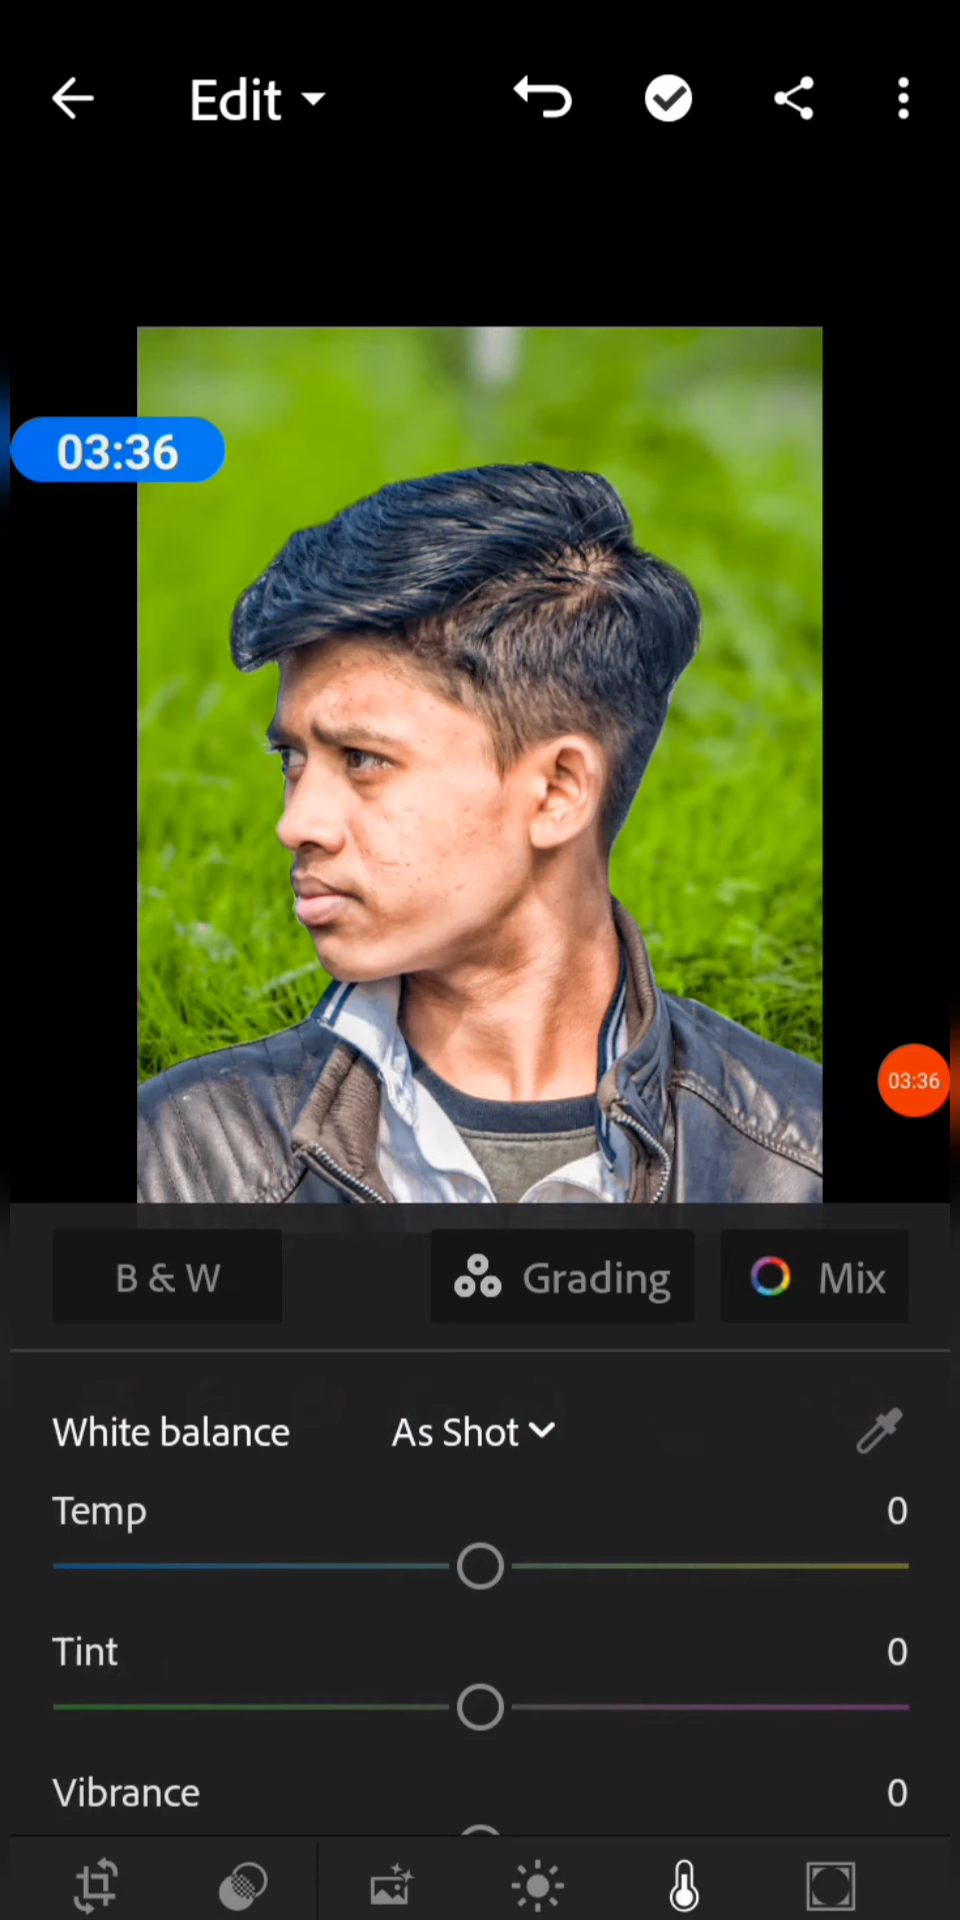 Edit
03:36
03:36
B & W
Grading
Mix
White balance
As Shot
Temp
0
Tint
0
Vibrance
0